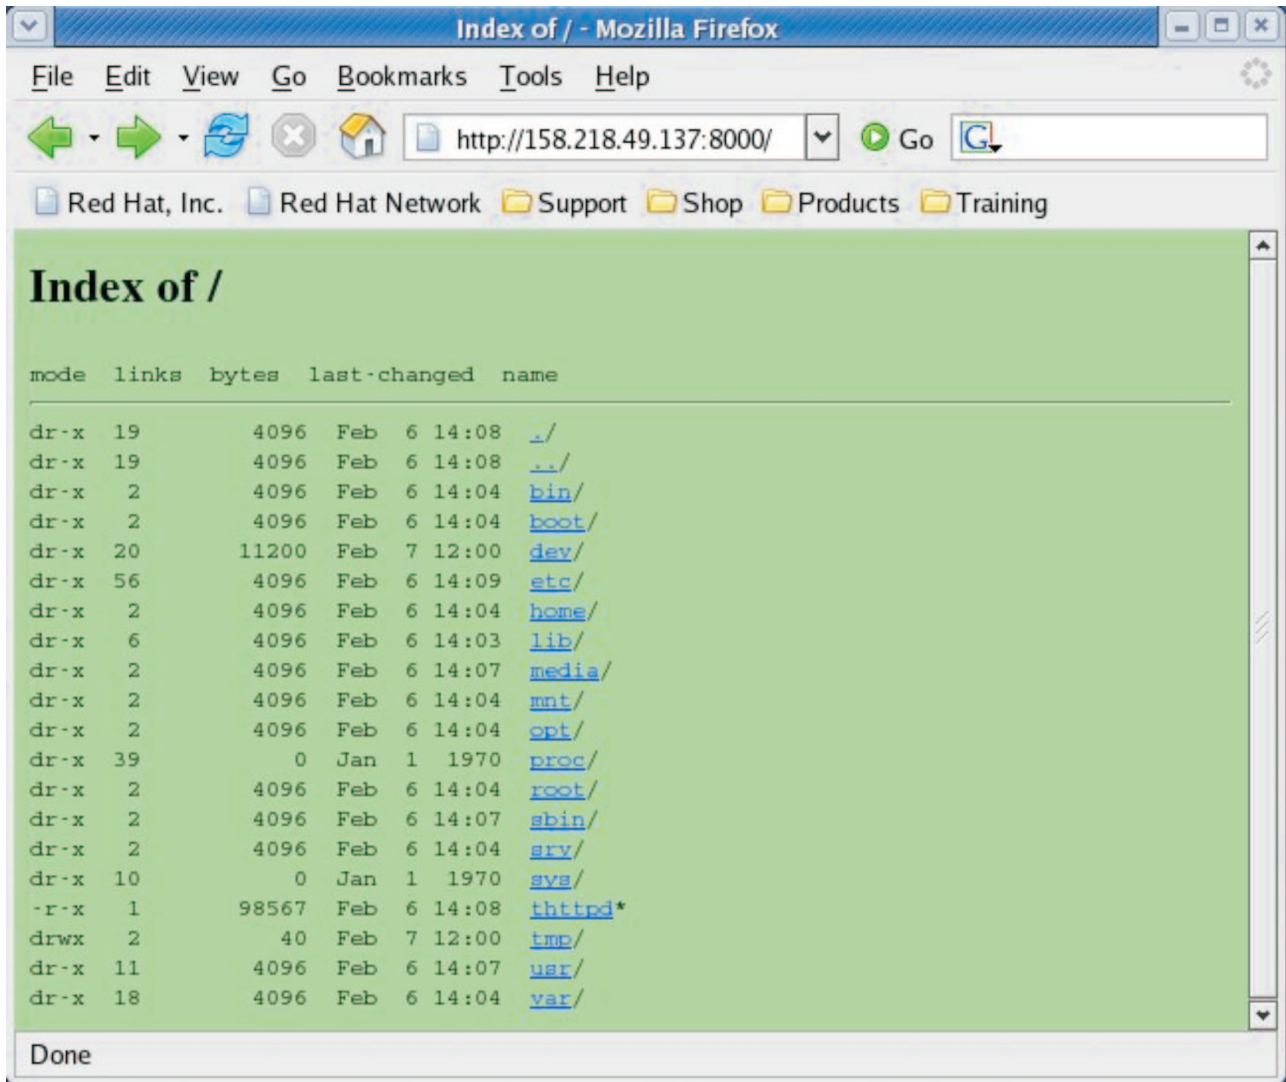 Index of / - Mozilla Firefox
File Edit View Go Bookmarks Tools Help
http://158.218.49.137:8000/ Go G
Red Hat, Inc. Red Hat Network Support Shop Products Training
Index of /
mode links bytes last-changed name
dr-x 19 4096 Feb 6 14:08 ./
dr-x 19 4096 Feb 6 14:08 ../
dr-x 2 4096 Feb 6 14:04 bin/
dr-x 2 4096 Feb 6 14:04 boot/
dr-x 20 11200 Feb 7 12:00 dev/
dr-x 56 4096 Feb 6 14:09 etc/
dr-x 2 4096 Feb 6 14:04 home/
dr-x 6 4096 Feb 6 14:03 lib/
dr-x 2 4096 Feb 6 14:07 media/
dr-x 2 4096 Feb 6 14:04 mnt/
dr-x 2 4096 Feb 6 14:04 opt/
dr-x 39 0 Jan 1 1970 proc/
dr-x 2 4096 Feb 6 14:04 root/
dr-x 2 4096 Feb 6 14:07 sbin/
dr-x 2 4096 Feb 6 14:04 srv/
dr-x 10 0 Jan 1 1970 sys/
-r-x 1 98567 Feb 6 14:08 thttpd*
drwx 2 40 Feb 7 12:00 tmp/
dr-x 11 4096 Feb 6 14:07 usr/
dr-x 18 4096 Feb 6 14:04 var/
Done